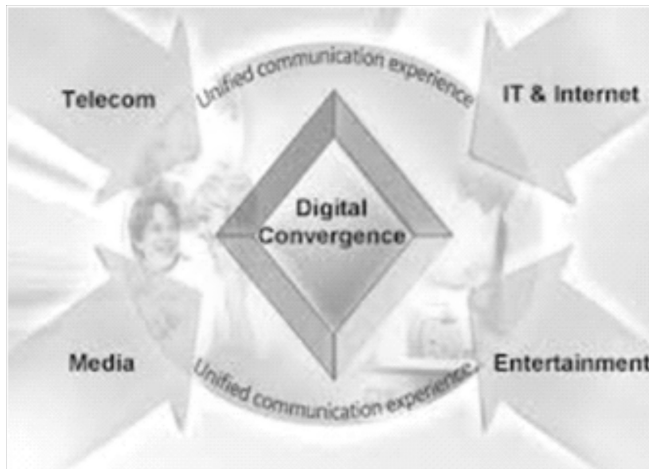 Unified communication experience
Telecom
IT & Internet
Digital
Convergence
Media
Entertainment
Unified communication experience